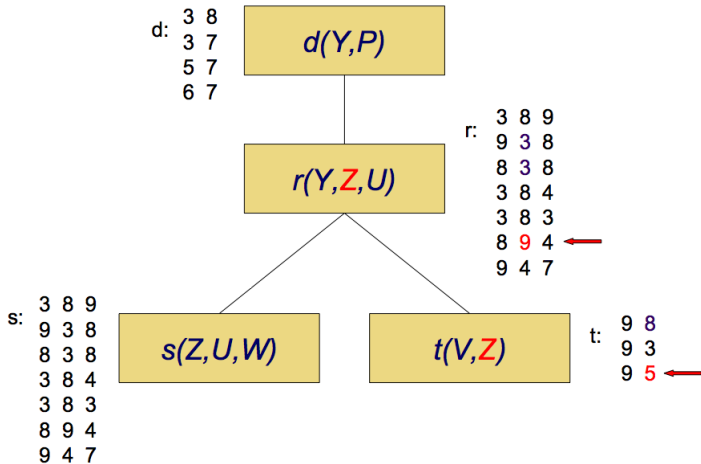 d:
3 8
3 7
5 7
6 7
d(Y,P)
r:
3 8 9
9 3 8
8 3 8
3 8 4
3 8 3
8 9 4
9 4 7
r(Y,Z,U)
s:
3 8 9
9 3 8
8 3 8
3 8 4
3 8 3
8 9 4
9 4 7
s(Z,U,W)
t(V,Z)
t:
9 8
9 3
9 5